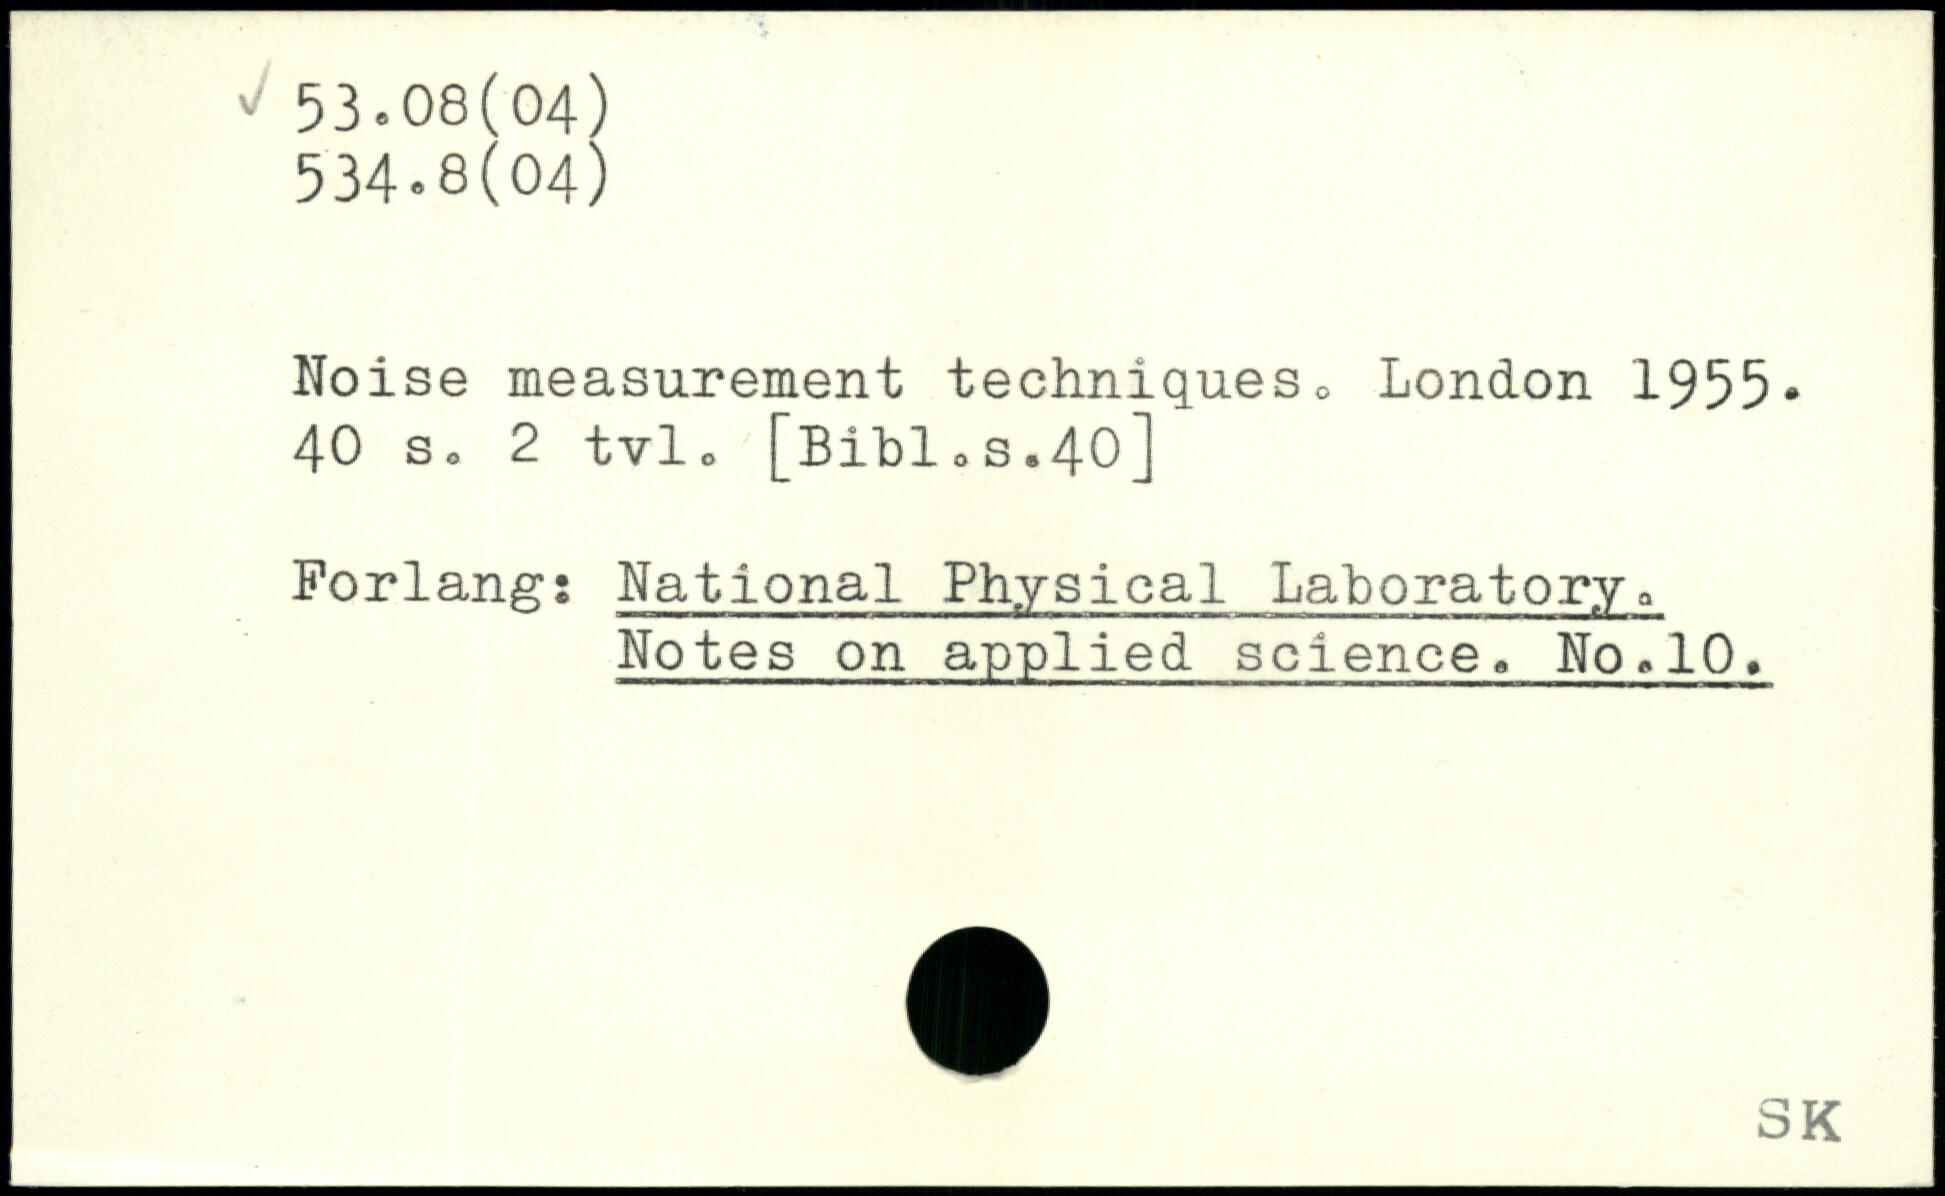 ✓ 53.08(04)
534.8(04)
Noise measurement techniques. London 1955.
40 s. 2 tvl. [Bibl.s.40]
Forlang: National Physical Laboratory.
Notes on applied science. No.10.
SK